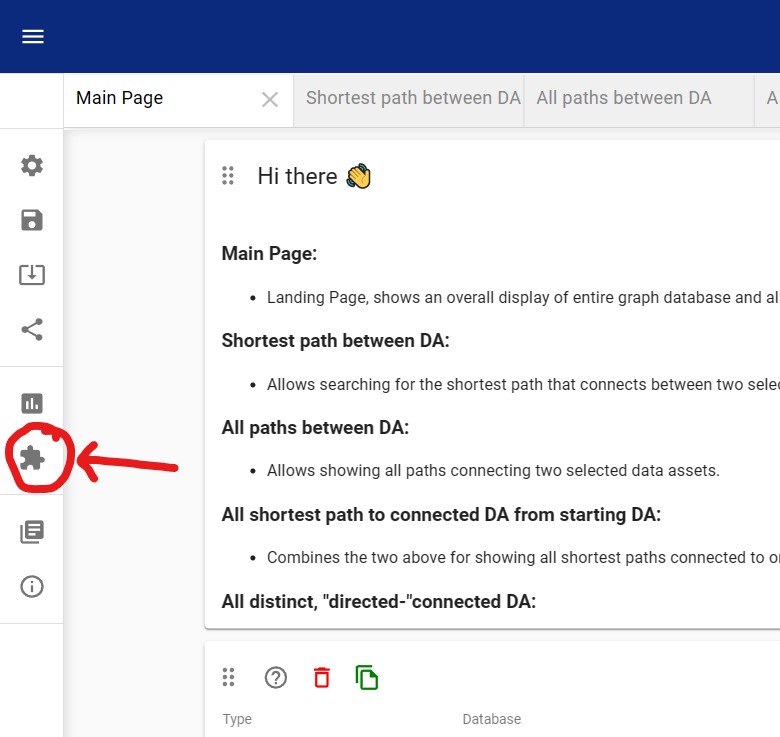 Main Page
Shortest path between DA
All paths between DA
A
Hi there 👋
Main Page:
Landing Page, shows an overall display of entire graph database and al
Shortest path between DA:
Allows searching for the shortest path that connects between two selec
All paths between DA:
Allows showing all paths connecting two selected data assets.
All shortest path to connected DA from starting DA:
Combines the two above for showing all shortest paths connected to on
All distinct, "directed-"connected DA:
Type
Database